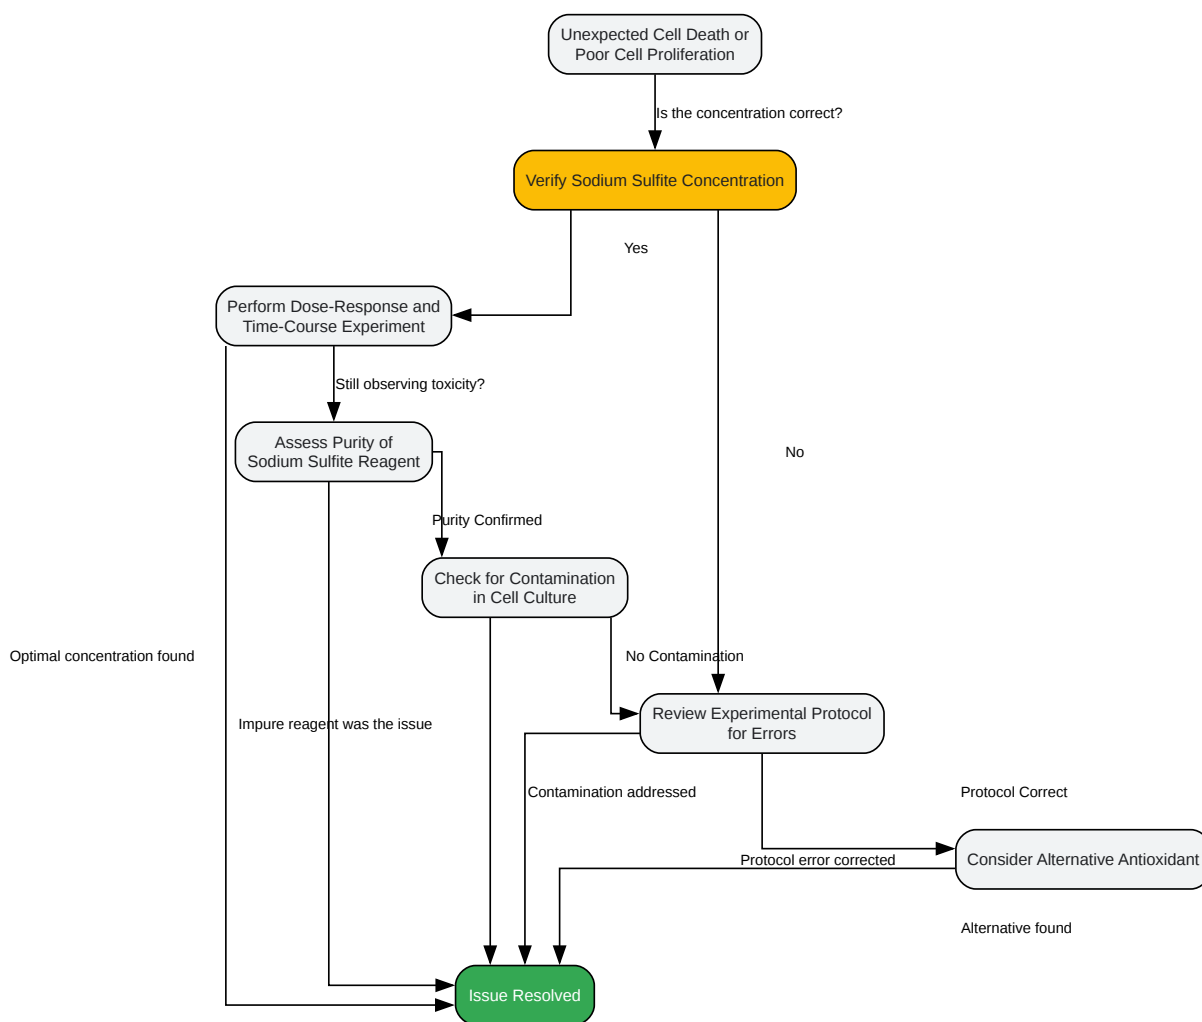 Unexpected Cell Death or
Poor Cell Proliferation
Is the concentration correct?
Verify Sodium Sulfite Concentration
Yes
Perform Dose-Response and
Time-Course Experiment
Still observing toxicity?
Assess Purity of
Sodium Sulfite Reagent
No
Purity Confirmed
Check for Contamination
in Cell Culture
Optimal concentration found
No Contamination
Review Experimental Protocol
for Errors
Impure reagent was the issue
Contamination addressed
Protocol Correct
Protocol error corrected
Consider Alternative Antioxidant
Alternative found
Issue Resolved